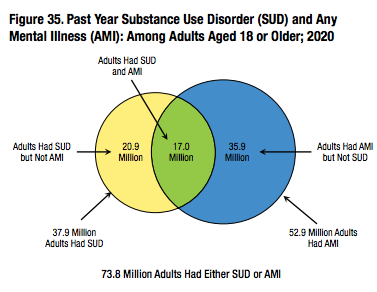 Figure 35. Past Year Substance Use Disorder (SUD) and Any
Mental Illness (AMI): Among Adults Aged 18 or Older; 2020
Adults Had SUD
and AMI
Adults Had SUD
but Not AMI
20.9
Million
17.0
Million
35.9
Million
Adults Had AMI
but Not SUD
37.9 Million
Adults Had SUD
52.9 Million Adults
Had AMI
73.8 Million Adults Had Either SUD or AMI